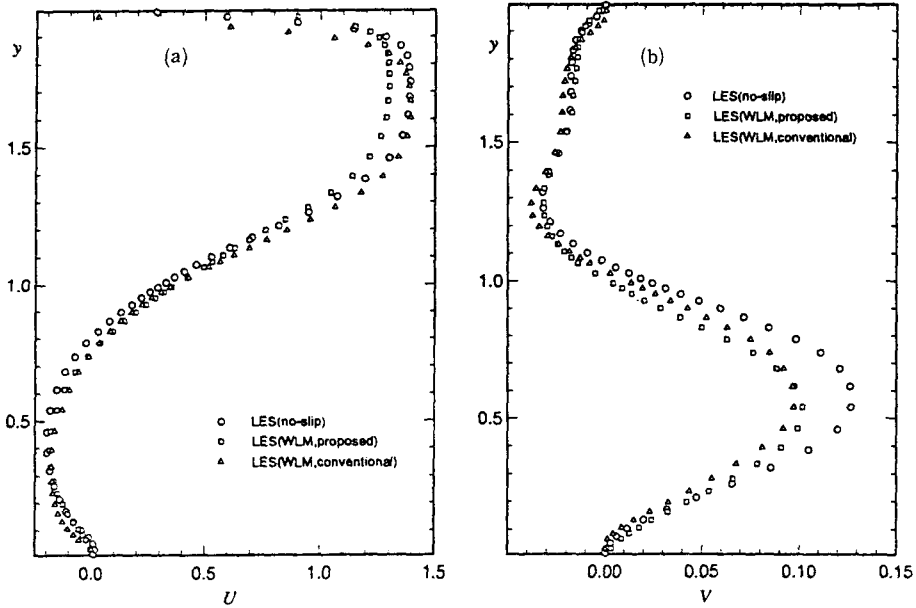 y
(a)
1.5
1.0
0.5
LES(no-slip)
LES(WLM,proposed)
LES(WLM,conventional)
0.0
0.5
1.0
1.5
U
y
(b)
LES(no-slip)
LES(WLM,proposed)
LES(WLM,conventional)
1.5
1.0
0.5
0.00
0.05
0.10
0.15
V